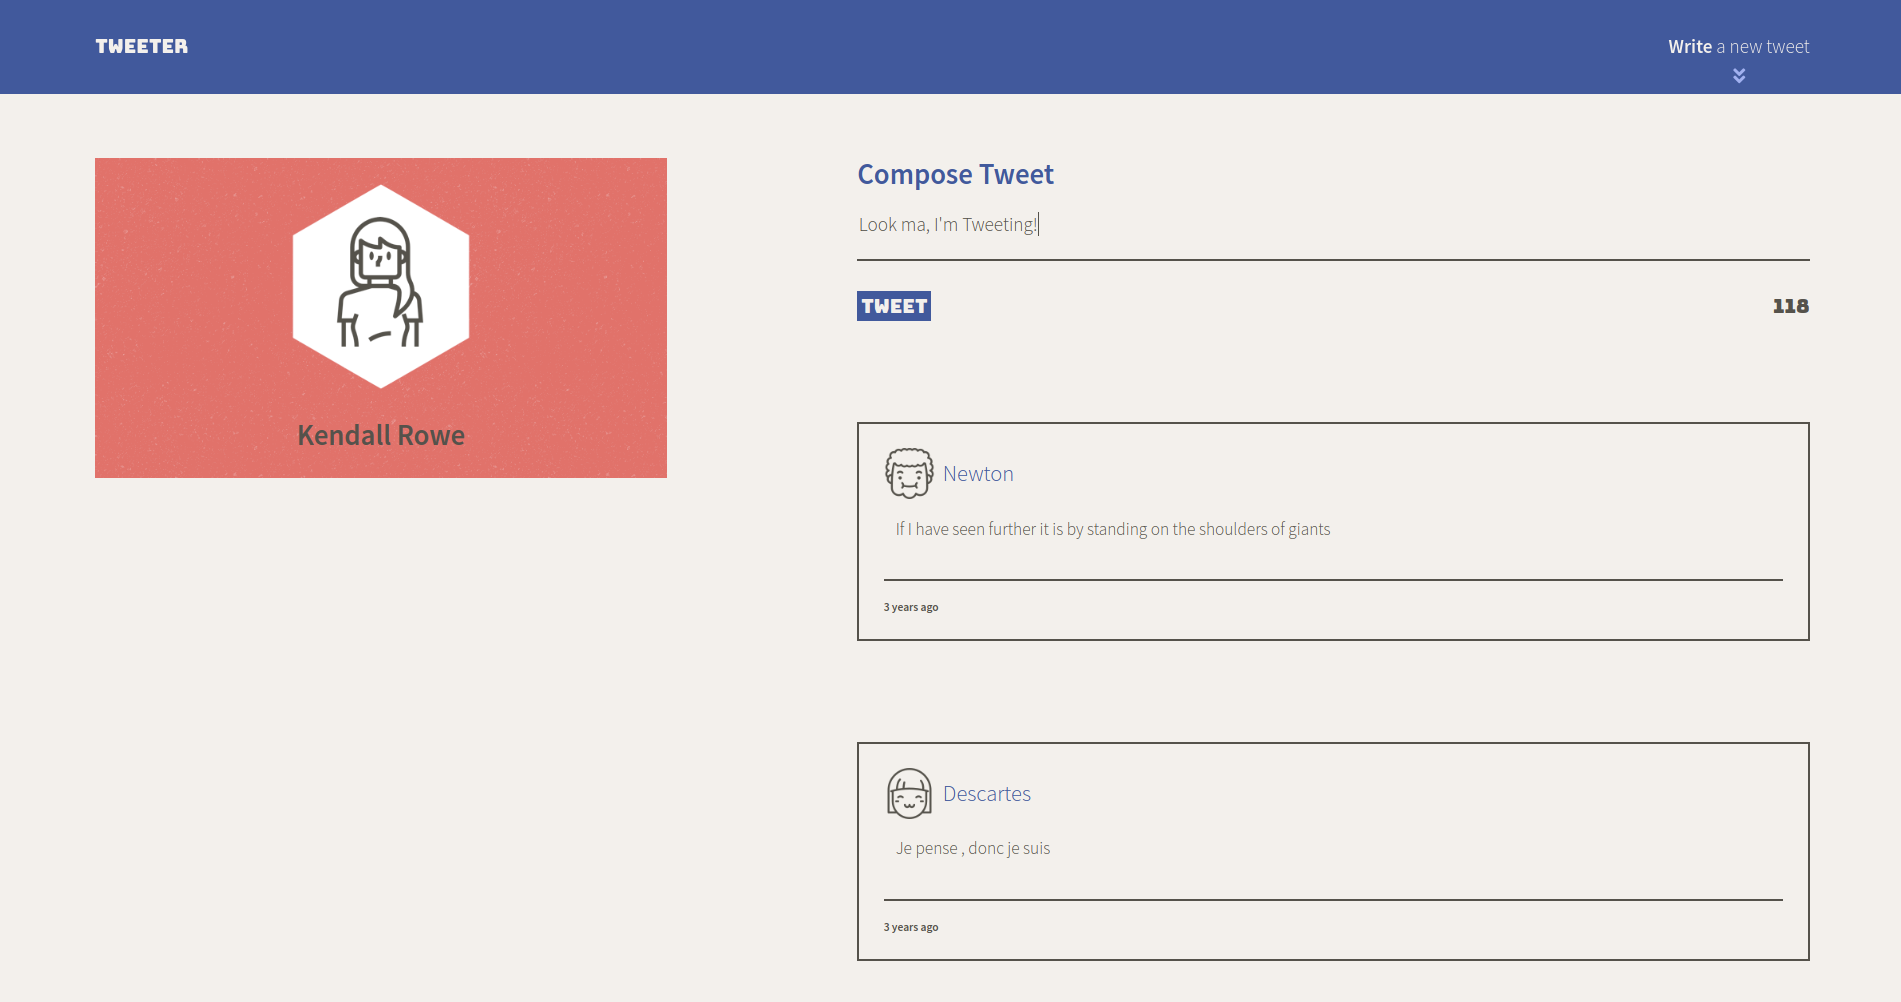 TWEETER
Write a new tweet
Kendall Rowe
Compose Tweet
Look ma, I'm Tweeting!
TWEET
118
Newton
If I have seen further it is by standing on the shoulders of giants
3 years ago
Descartes
Je pense , donc je suis
3 years ago